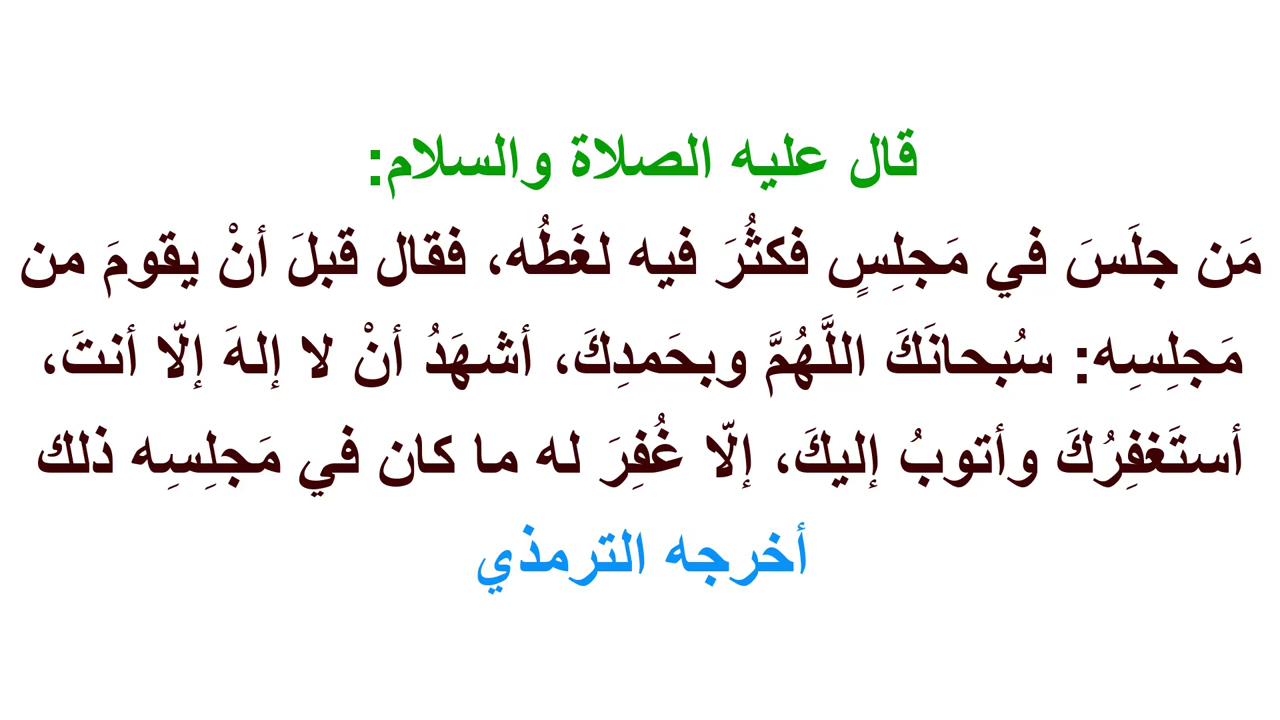 قال عليه الصلاة والسلام:
مَن جلَسَ في مَجلِسٍ فكثُرَ فيه لغَطُه، فقال قبلَ أنْ يقومَ من
مَجلِسِه: سُبحانَكَ اللَّهُمَّ وبحَمدِكَ، أشهَدُ أنْ لا إلهَ إلّا أنتَ،
أستَغفِرُكَ وأتوبُ إليكَ، إلّا غُفِرَ له ما كان في مَجلِسِه ذلك
أخرجه الترمذي